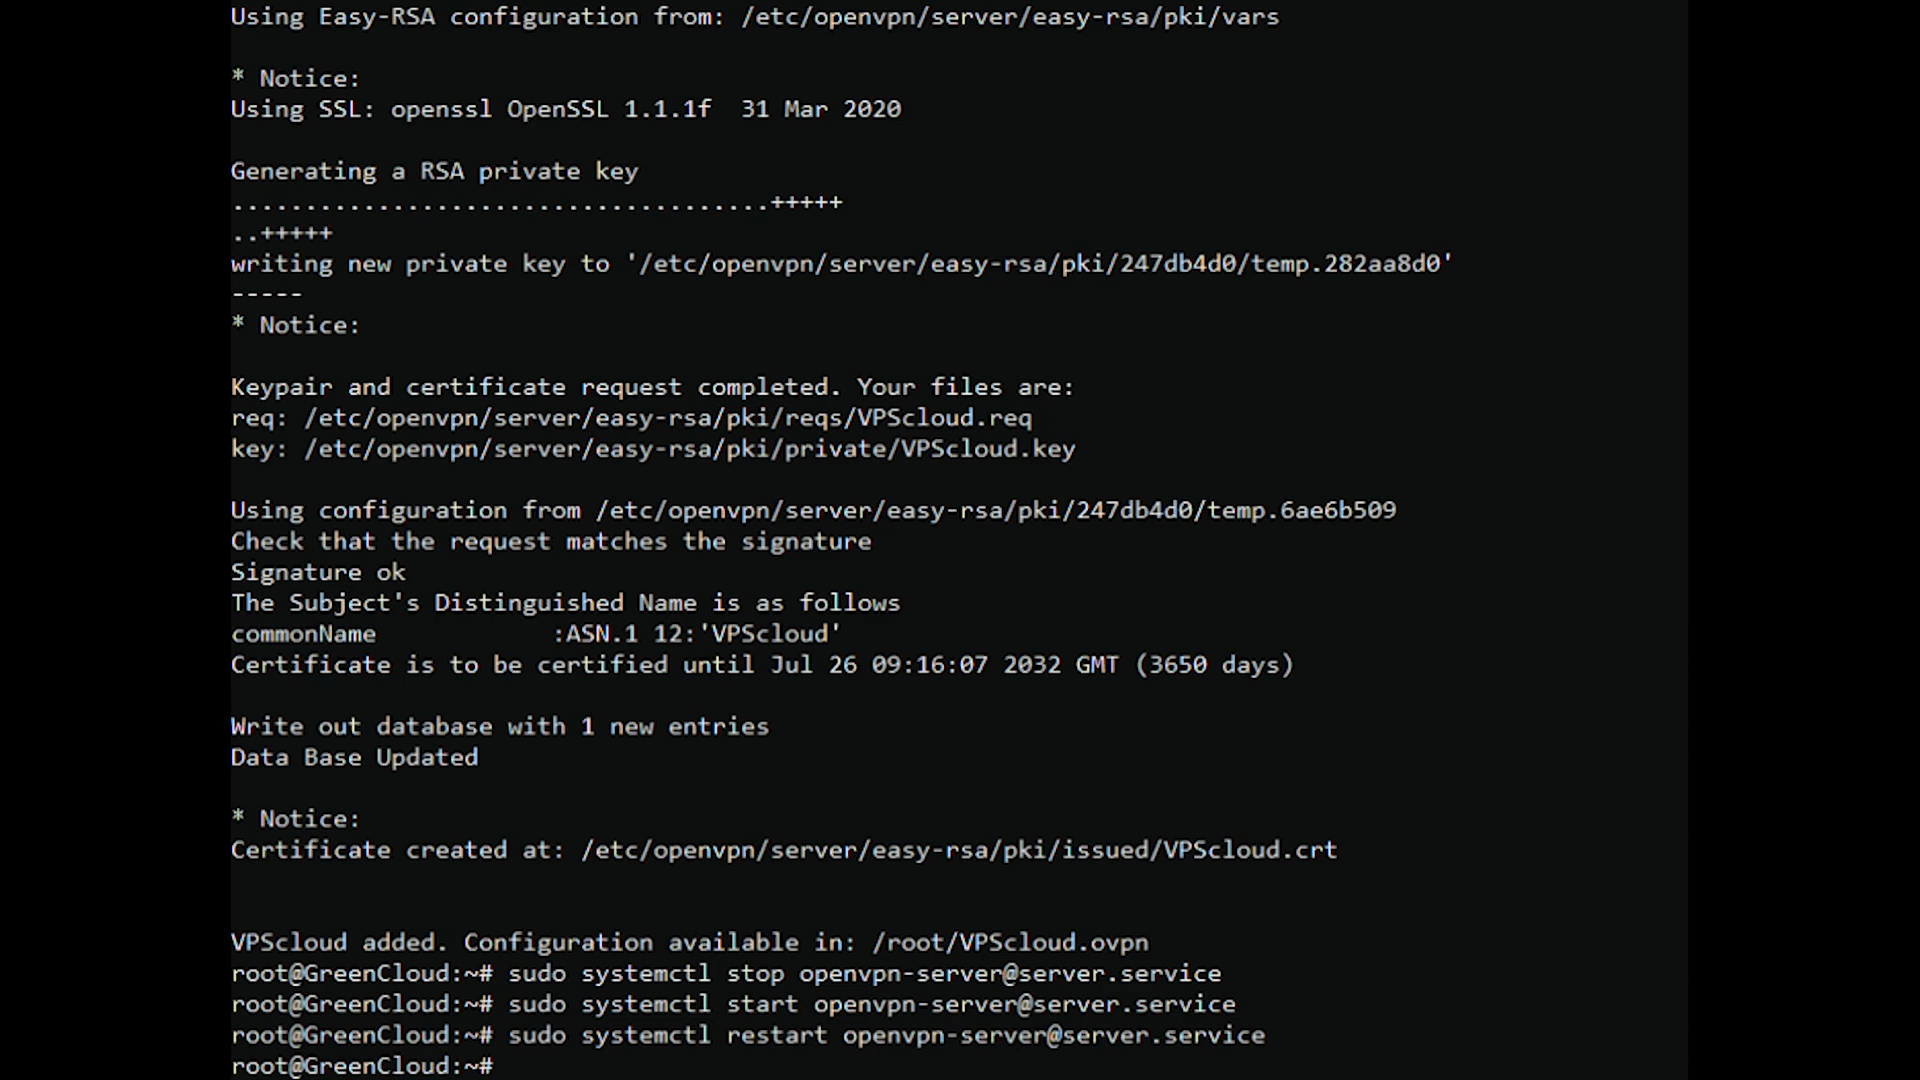 Using Easy-RSA configuration from: /etc/openvpn/server/easy-rsa/pki/vars
* Notice:
Using SSL: openssl OpenSSL 1.1.1f  31 Mar 2020
Generating a RSA private key
.....................................+++++
..+++++
writing new private key to '/etc/openvpn/server/easy-rsa/pki/247db4d0/temp.282aa8d0'
-----
* Notice:
Keypair and certificate request completed. Your files are:
req: /etc/openvpn/server/easy-rsa/pki/reqs/VPScloud.req
key: /etc/openvpn/server/easy-rsa/pki/private/VPScloud.key
Using configuration from /etc/openvpn/server/easy-rsa/pki/247db4d0/temp.6ae6b509
Check that the request matches the signature
Signature ok
The Subject's Distinguished Name is as follows
commonName            :ASN.1 12:'VPScloud'
Certificate is to be certified until Jul 26 09:16:07 2032 GMT (3650 days)
Write out database with 1 new entries
Data Base Updated
* Notice:
Certificate created at: /etc/openvpn/server/easy-rsa/pki/issued/VPScloud.crt
VPScloud added. Configuration available in: /root/VPScloud.ovpn
root@GreenCloud:~# sudo systemctl stop openvpn-server@server.service
root@GreenCloud:~# sudo systemctl start openvpn-server@server.service
root@GreenCloud:~# sudo systemctl restart openvpn-server@server.service
root@GreenCloud:~#